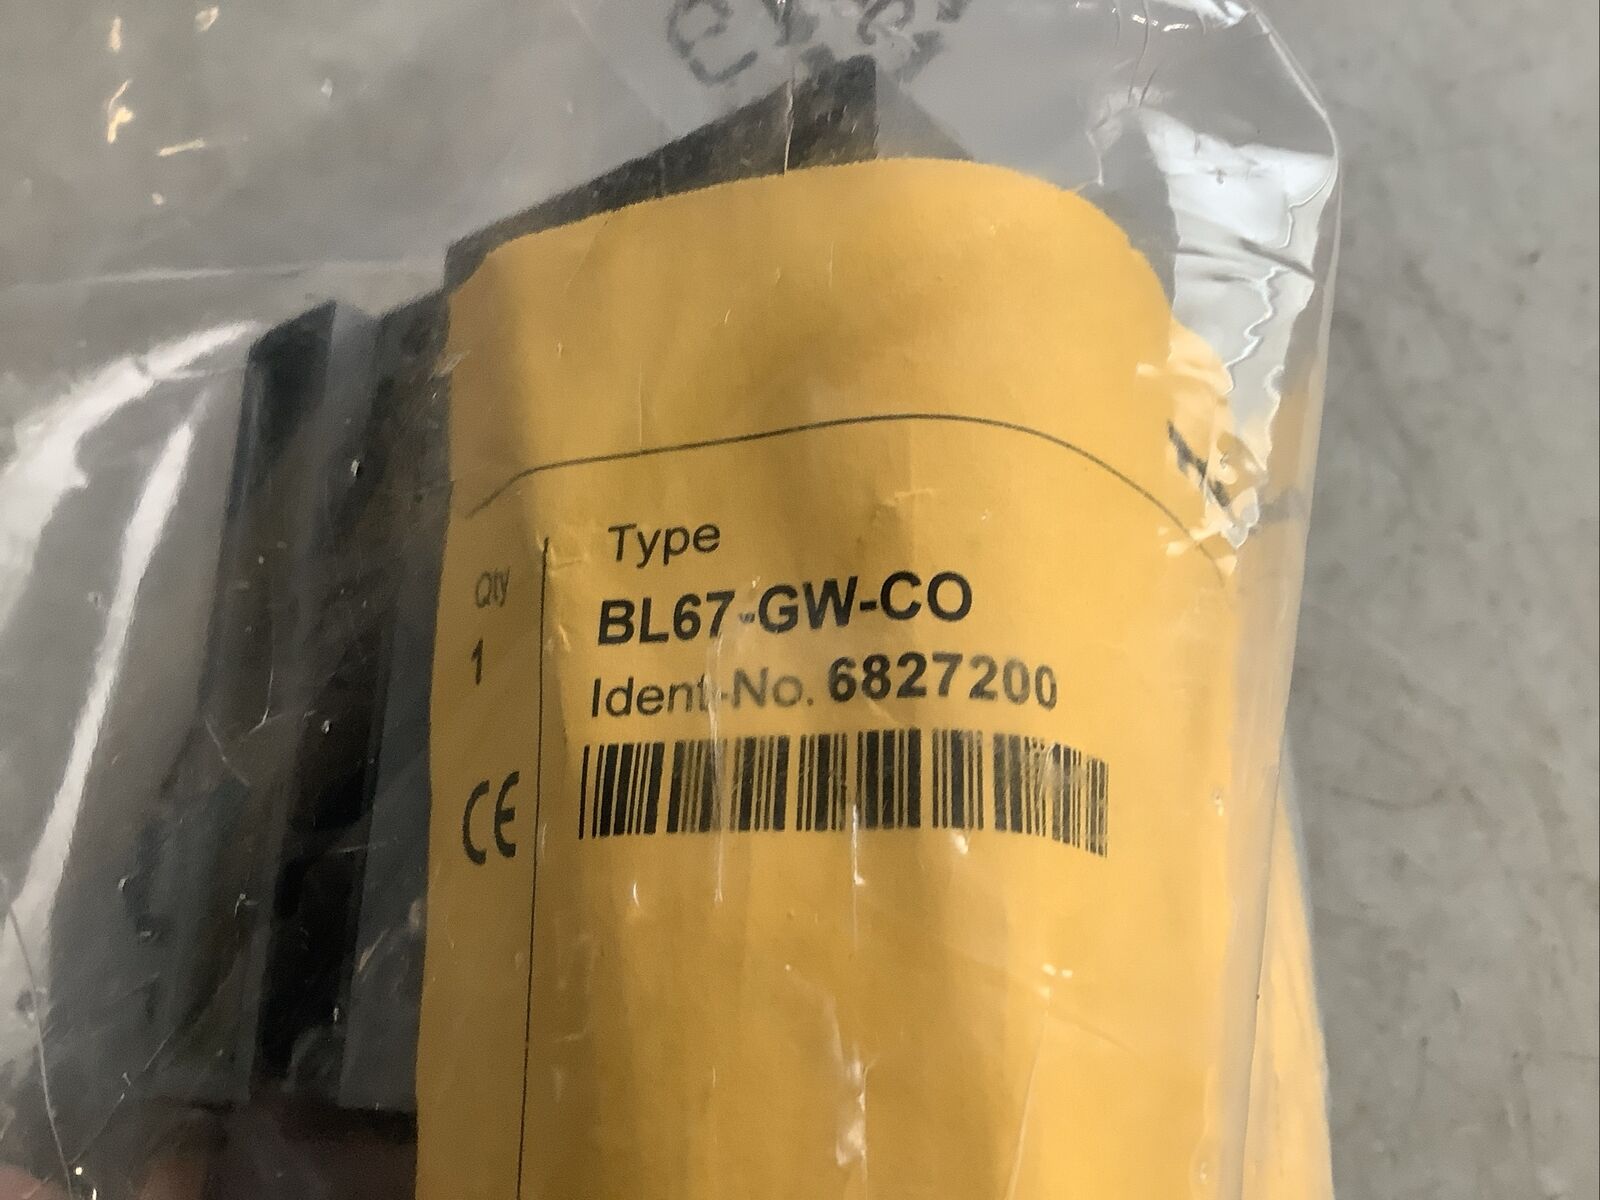 Type
BL67-GW-CO
Ident-No. 6827200
Qty
1
CE